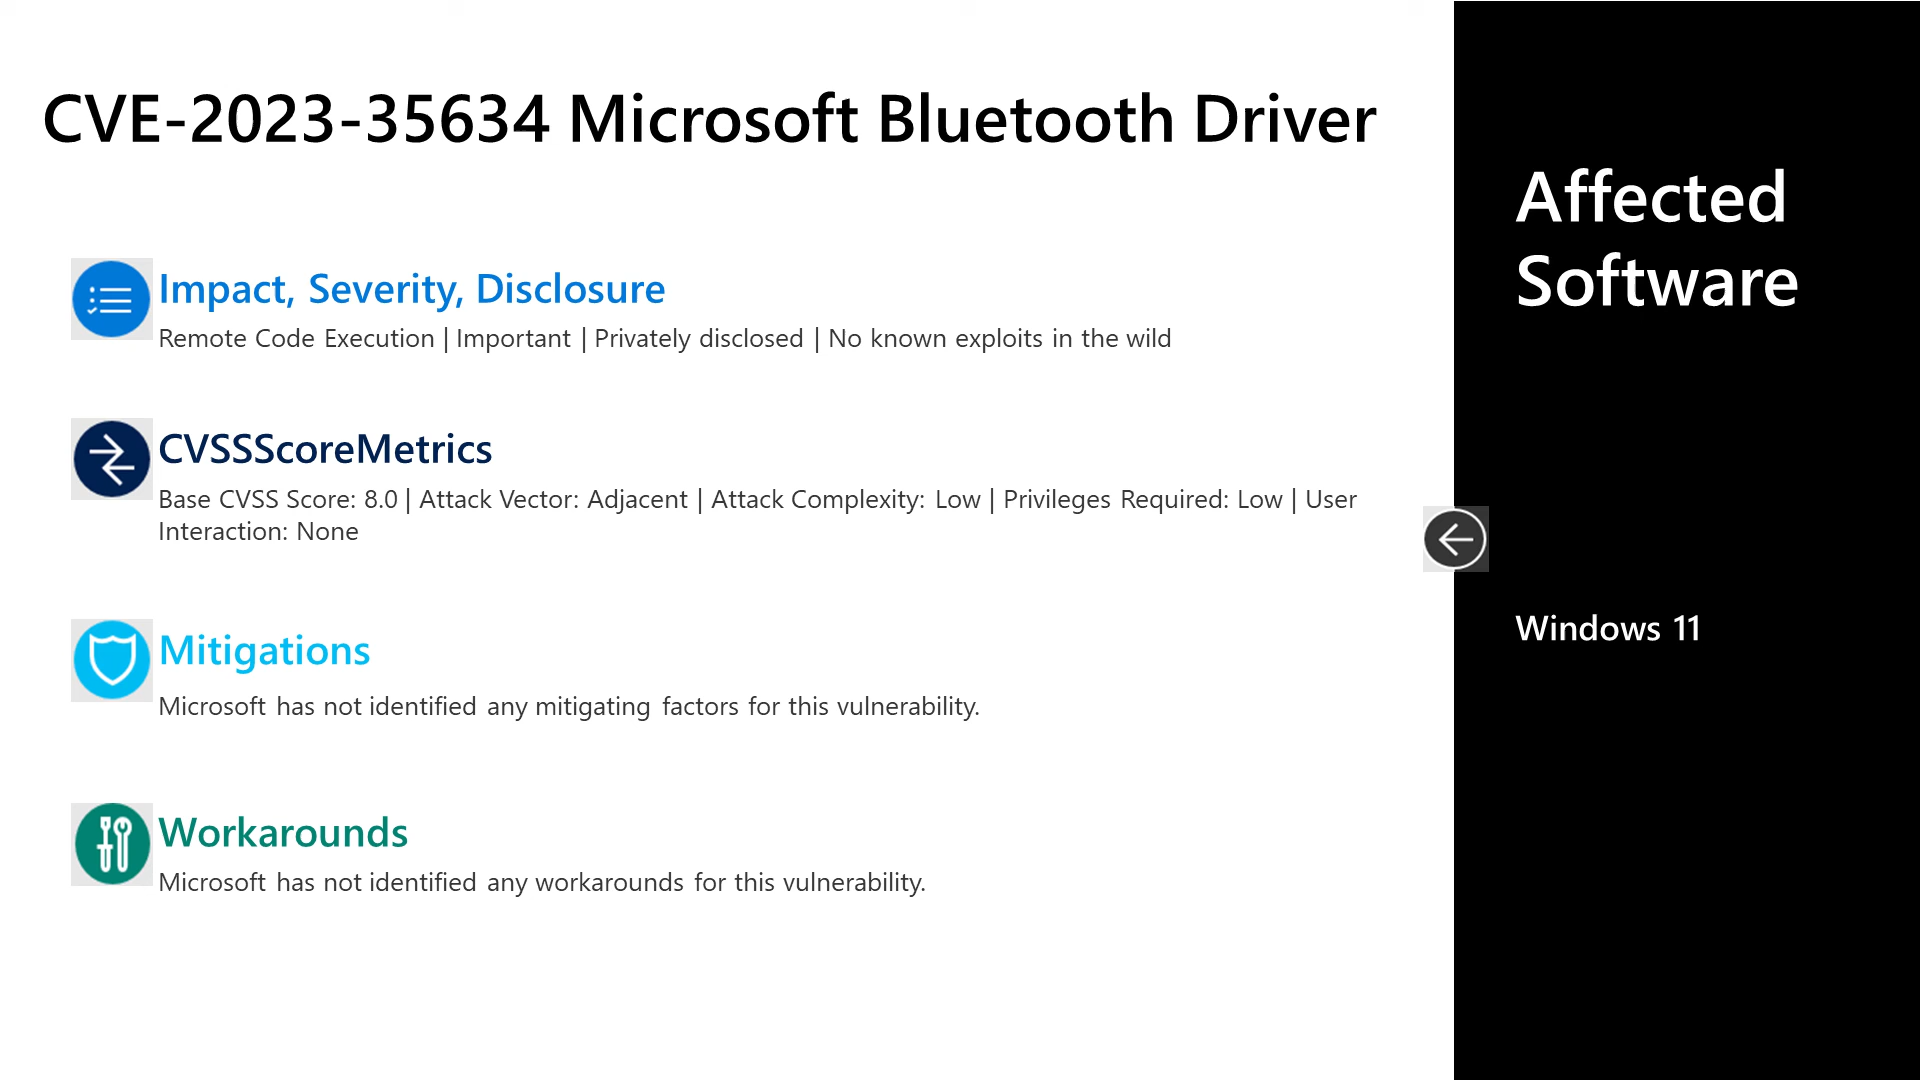 CVE-2023-35634 Microsoft Bluetooth Driver
Impact, Severity, Disclosure
Remote Code Execution | Important | Privately disclosed | No known exploits in the wild
CVSSScoreMetrics
Base CVSS Score: 8.0 | Attack Vector: Adjacent | Attack Complexity: Low | Privileges Required: Low | User
Interaction: None
Mitigations
Microsoft has not identified any mitigating factors for this vulnerability.
Workarounds
Microsoft has not identified any workarounds for this vulnerability.
Affected
Software
Windows 11